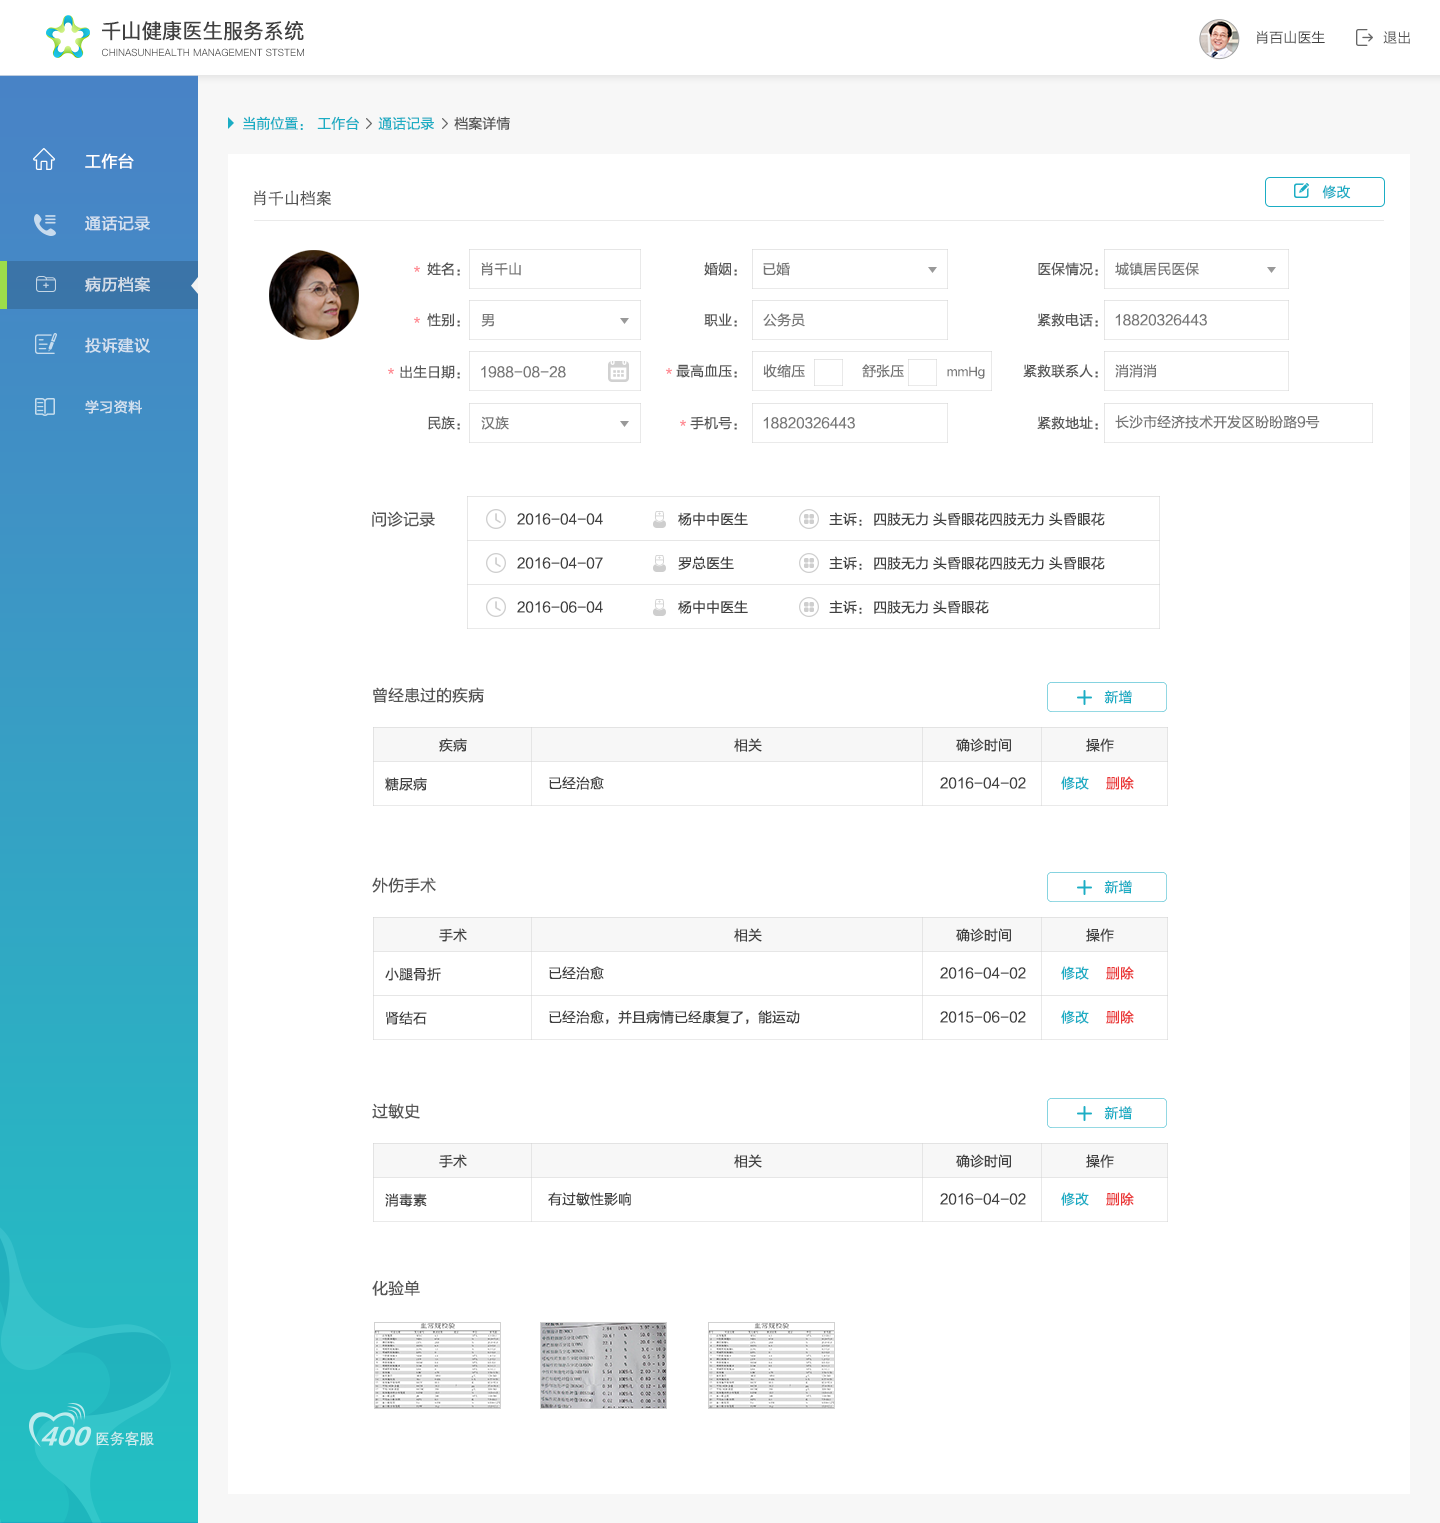 千山健康医生服务系统
CHINASUNHEALTH MANAGEMENT STSTEM
肖百山医生
退出
工作台
通话记录
病历档案
投诉建议
学习资料
400 医务客服
当前位置： 工作台 > 通话记录 > 档案详情
肖千山档案
修改
* 姓名： 肖千山
婚姻： 已婚
医保情况： 城镇居民医保
* 性别： 男
职业： 公务员
紧救电话： 18820326443
* 出生日期： 1988-08-28
* 最高血压： 收缩压 舒张压 mmHg
紧救联系人： 消消消
民族： 汉族
* 手机号： 18820326443
紧救地址： 长沙市经济技术开发区盼盼路9号
问诊记录
2016-04-04 杨中中医生 主诉：四肢无力 头昏眼花四肢无力 头昏眼花
2016-04-07 罗总医生 主诉：四肢无力 头昏眼花四肢无力 头昏眼花
2016-06-04 杨中中医生 主诉：四肢无力 头昏眼花
曾经患过的疾病
新增
疾病 相关 确诊时间 操作
糖尿病 已经治愈 2016-04-02 修改 删除
外伤手术
新增
手术 相关 确诊时间 操作
小腿骨折 已经治愈 2016-04-02 修改 删除
肾结石 已经治愈，并且病情已经康复了，能运动 2015-06-02 修改 删除
过敏史
新增
手术 相关 确诊时间 操作
消毒素 有过敏性影响 2016-04-02 修改 删除
化验单